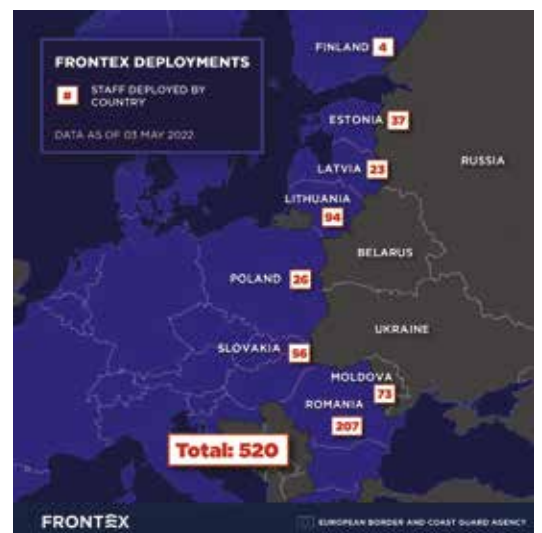 FINLAND 4
FRONTEX DEPLOYMENTS
# STAFF DEPLOYED BY
COUNTRY
DATA AS OF 03 MAY 2022
ESTONIA 37
RUSSIA
LATVIA 23
LITHUANIA
94
BELARUS
POLAND 26
UKRAINE
SLOVAKIA 56
MOLDOVA
73
ROMANIA
207
Total: 520
FRONTEX
EUROPEAN BORDER AND COAST GUARD AGENCY